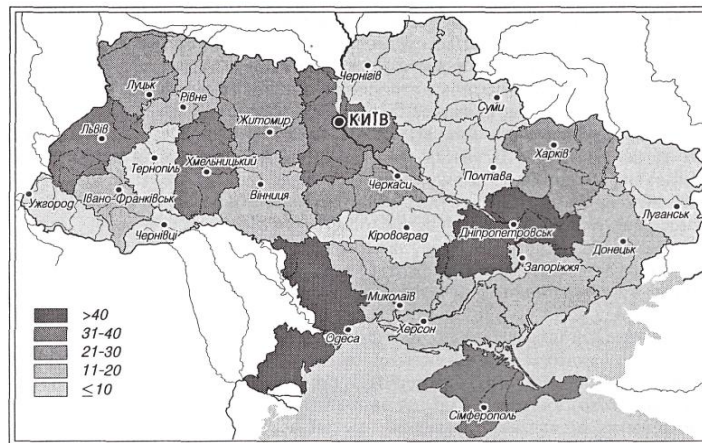 Чернігів
Луцьк
Рівне
Суми
Житомир
КИЇВ
Львів
Харків
Тернопіль
Хмельницький
Полтава
Черкаси
Вінниця
Ужгород
Івано-Франківськ
Луганськ
Чернівці
Кіровоград
Дніпропетровськ
Донецьк
Запоріжжя
Миколаїв
Херсон
Одеса
Сімферополь
>40
31-40
21-30
11-20
≤10